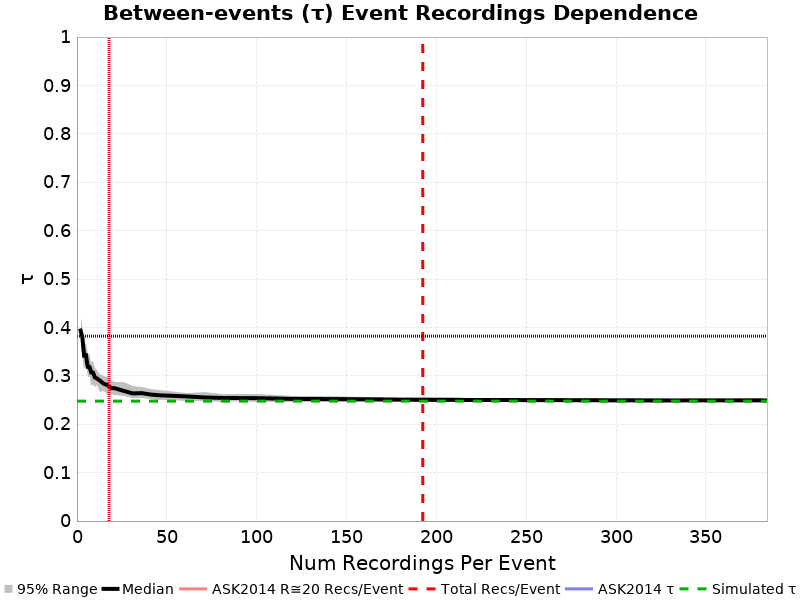 Between-events (τ) Event Recordings Dependence
1
0.9
0.8
0.7
0.6
0.5
0.4
0.3
0.2
0.1
0
τ
0 50 100 150 200 250 300 350
Num Recordings Per Event
95% Range Median ASK2014 R≅20 Recs/Event Total Recs/Event ASK2014 τ Simulated τ